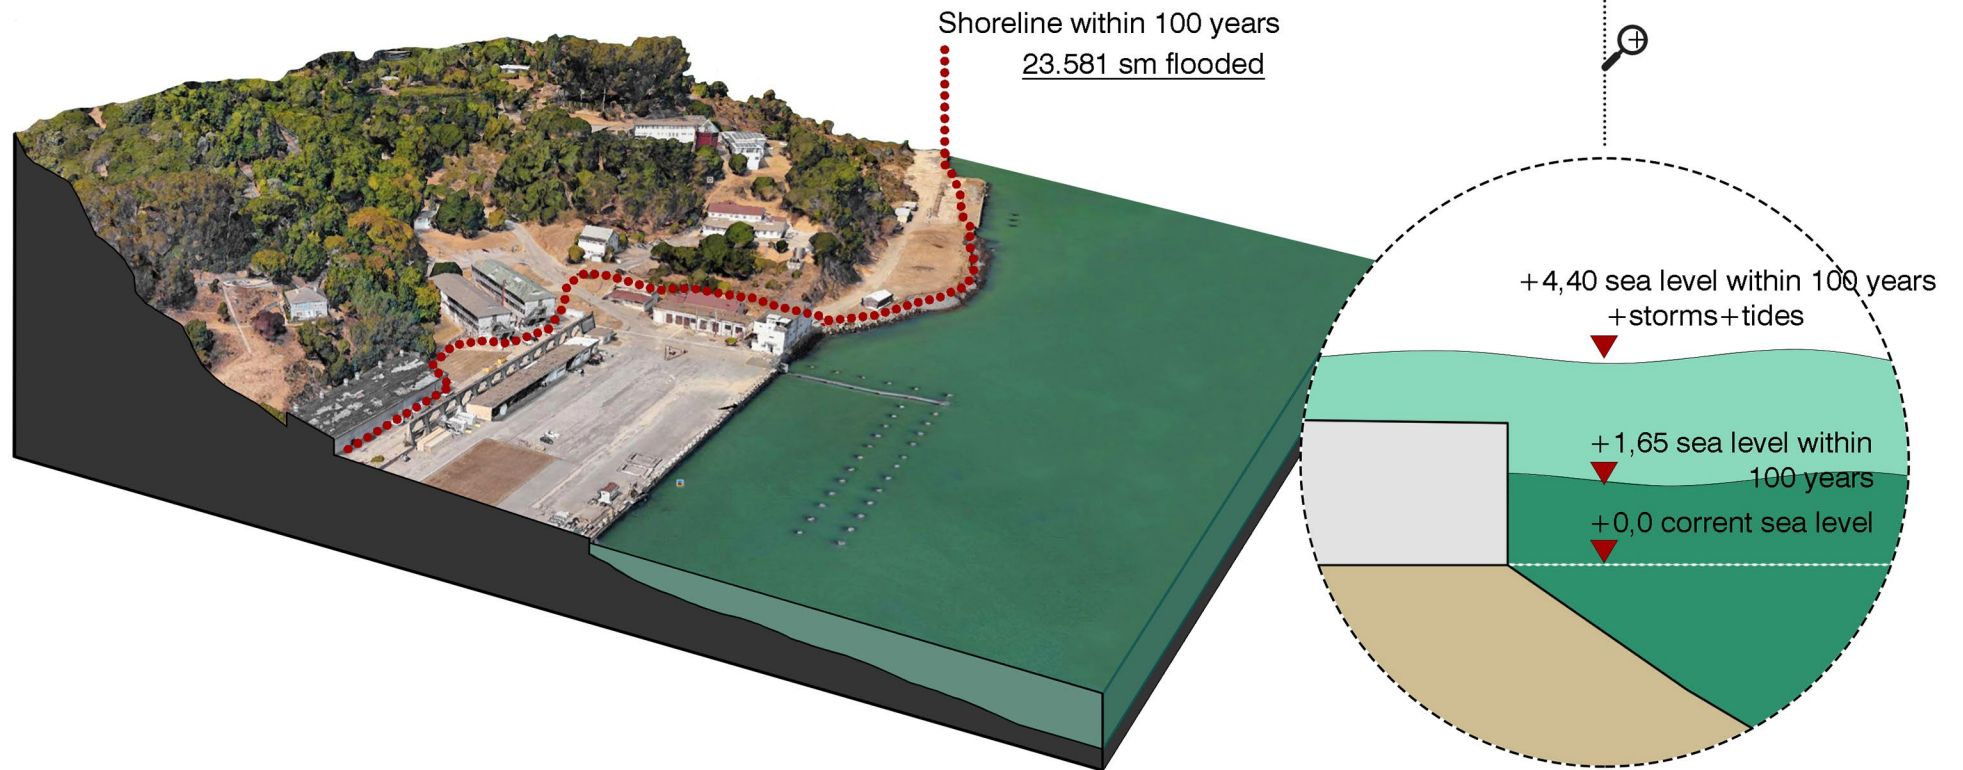 Shoreline within 100 years
23.581 sm flooded
+4,40 sea level within 100 years
+storms+tides
+1,65 sea level within
100 years
+0,0 corrent sea level